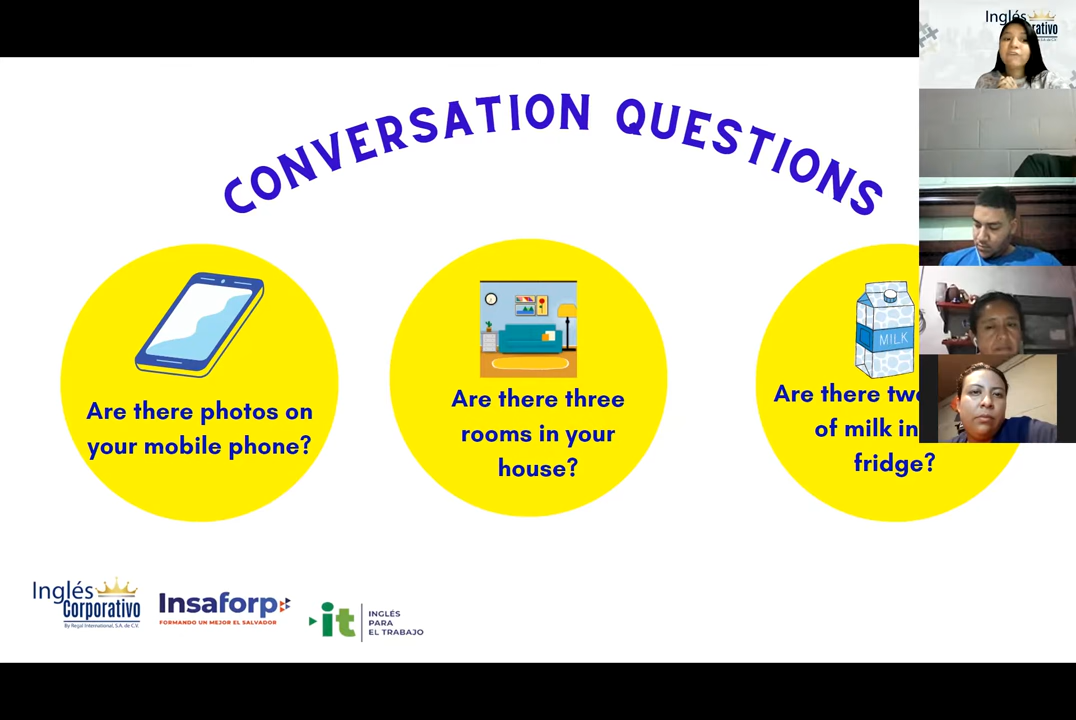 CONVERSATION QUESTIONS
Are there photos on
your mobile phone?
Are there three
rooms in your
house?
MILK
Are there
of milk in
fridge?
Inglés
Corporativo
By Regal International, S.A. de C.V.
Insaforp
FORMANDO UN MEJOR EL SALVADOR
it
INGLÉS
PARA
EL TRABAJO
Inglés